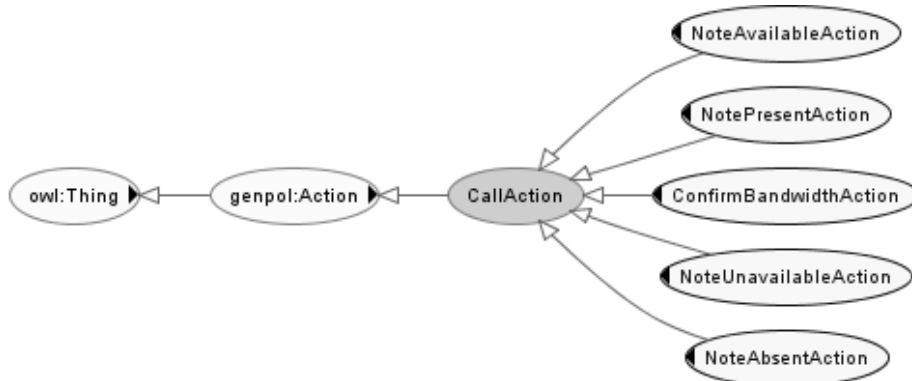 NoteAvailableAction
NotePresentAction
owl:Thing
genpol:Action
CallAction
ConfirmBandwidthAction
NoteUnavailableAction
NoteAbsentAction